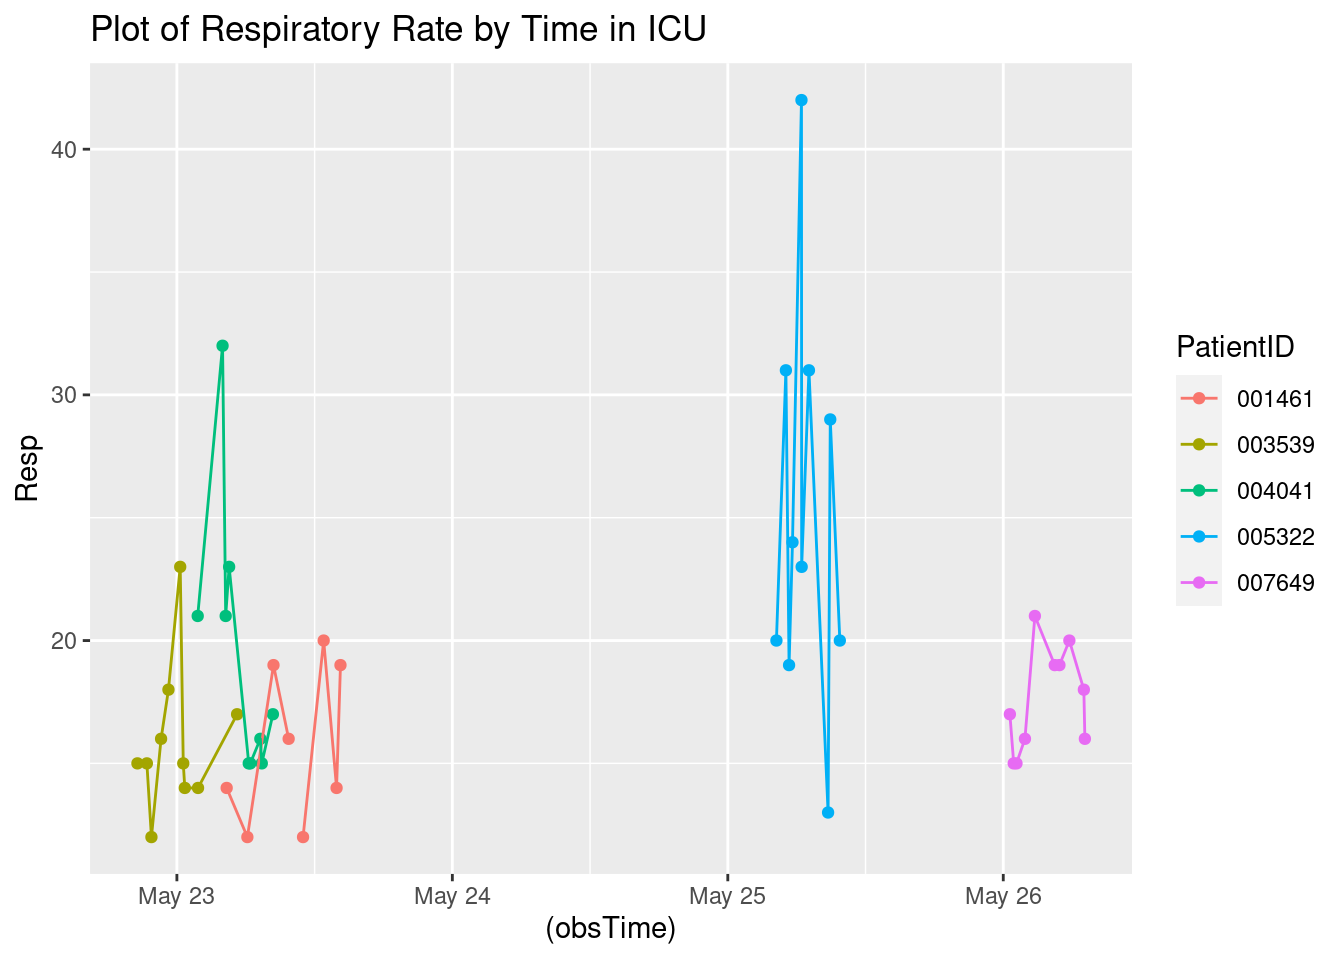 Plot of Respiratory Rate by Time in ICU
40
30
20
Resp
May 23
May 24
May 25
May 26
(obsTime)
PatientID
001461
003539
004041
005322
007649